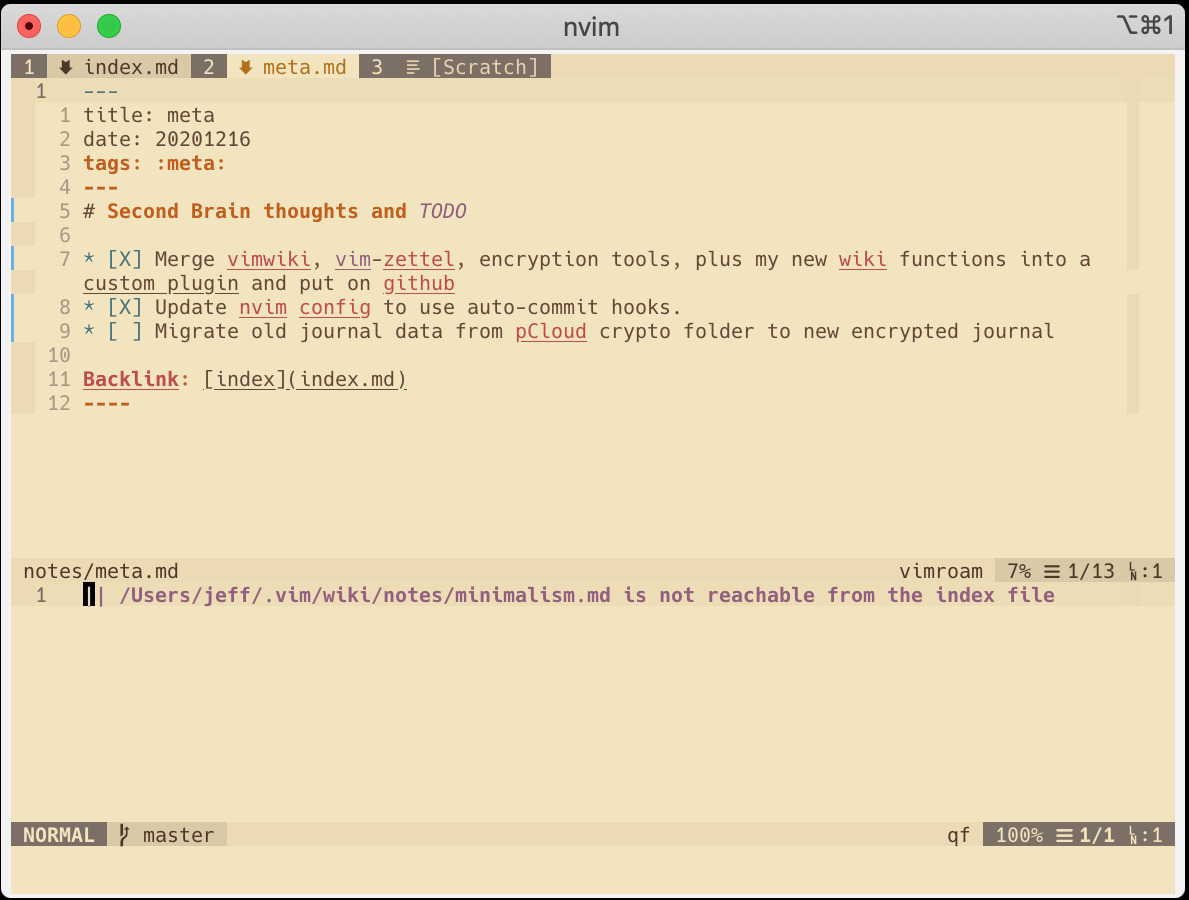 nvim ⌥⌘1
1 index.md 2 meta.md 3 [Scratch]
1 ---
1 title: meta
2 date: 20201216
3 tags: :meta:
4 ---
5 # Second Brain thoughts and TODO
6
7 * [X] Merge vimwiki, vim-zettel, encryption tools, plus my new wiki functions into a
custom plugin and put on github
8 * [X] Update nvim config to use auto-commit hooks.
9 * [ ] Migrate old journal data from pCloud crypto folder to new encrypted journal
10
11 Backlink: [index](index.md)
12 ----
notes/meta.md vimroam 7% ☰ 1/13 :1
1 || /Users/jeff/.vim/wiki/notes/minimalism.md is not reachable from the index file
NORMAL master qf 100% ☰ 1/1 :1